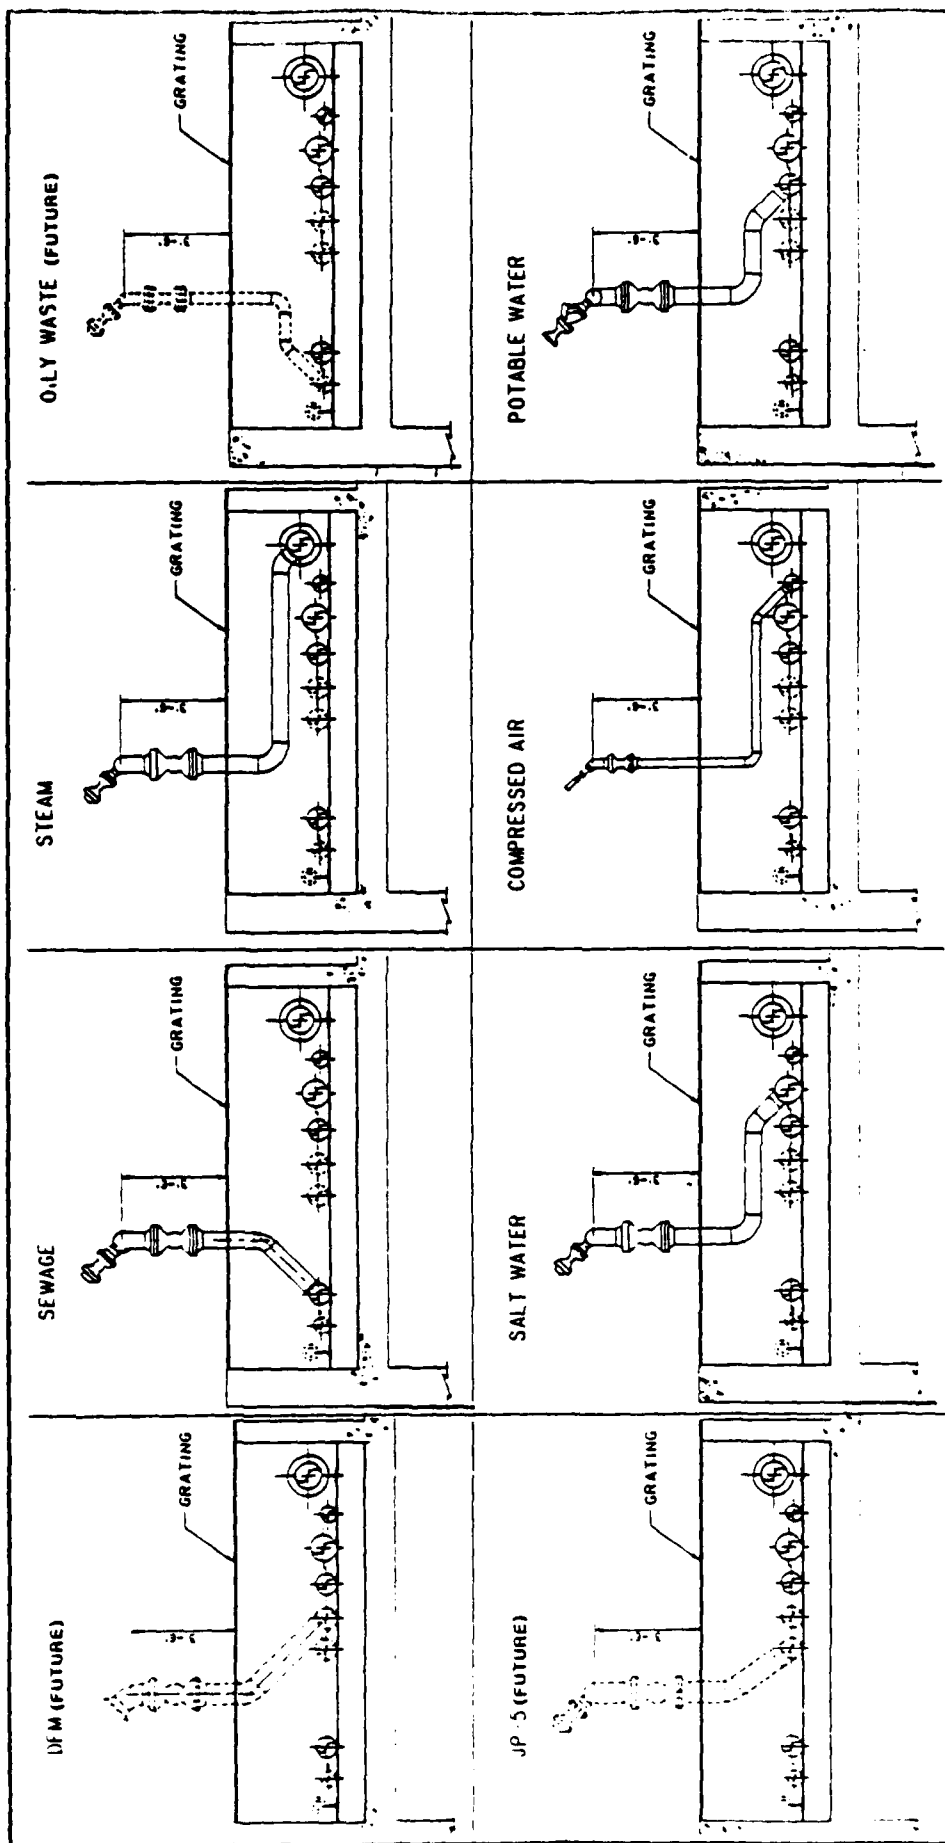 DFM (FUTURE)
GRATING
SEWAGE
GRATING
STEAM
GRATING
OILY WASTE (FUTURE)
GRATING
JP-5 (FUTURE)
GRATING
SALT WATER
GRATING
COMPRESSED AIR
GRATING
POTABLE WATER
GRATING